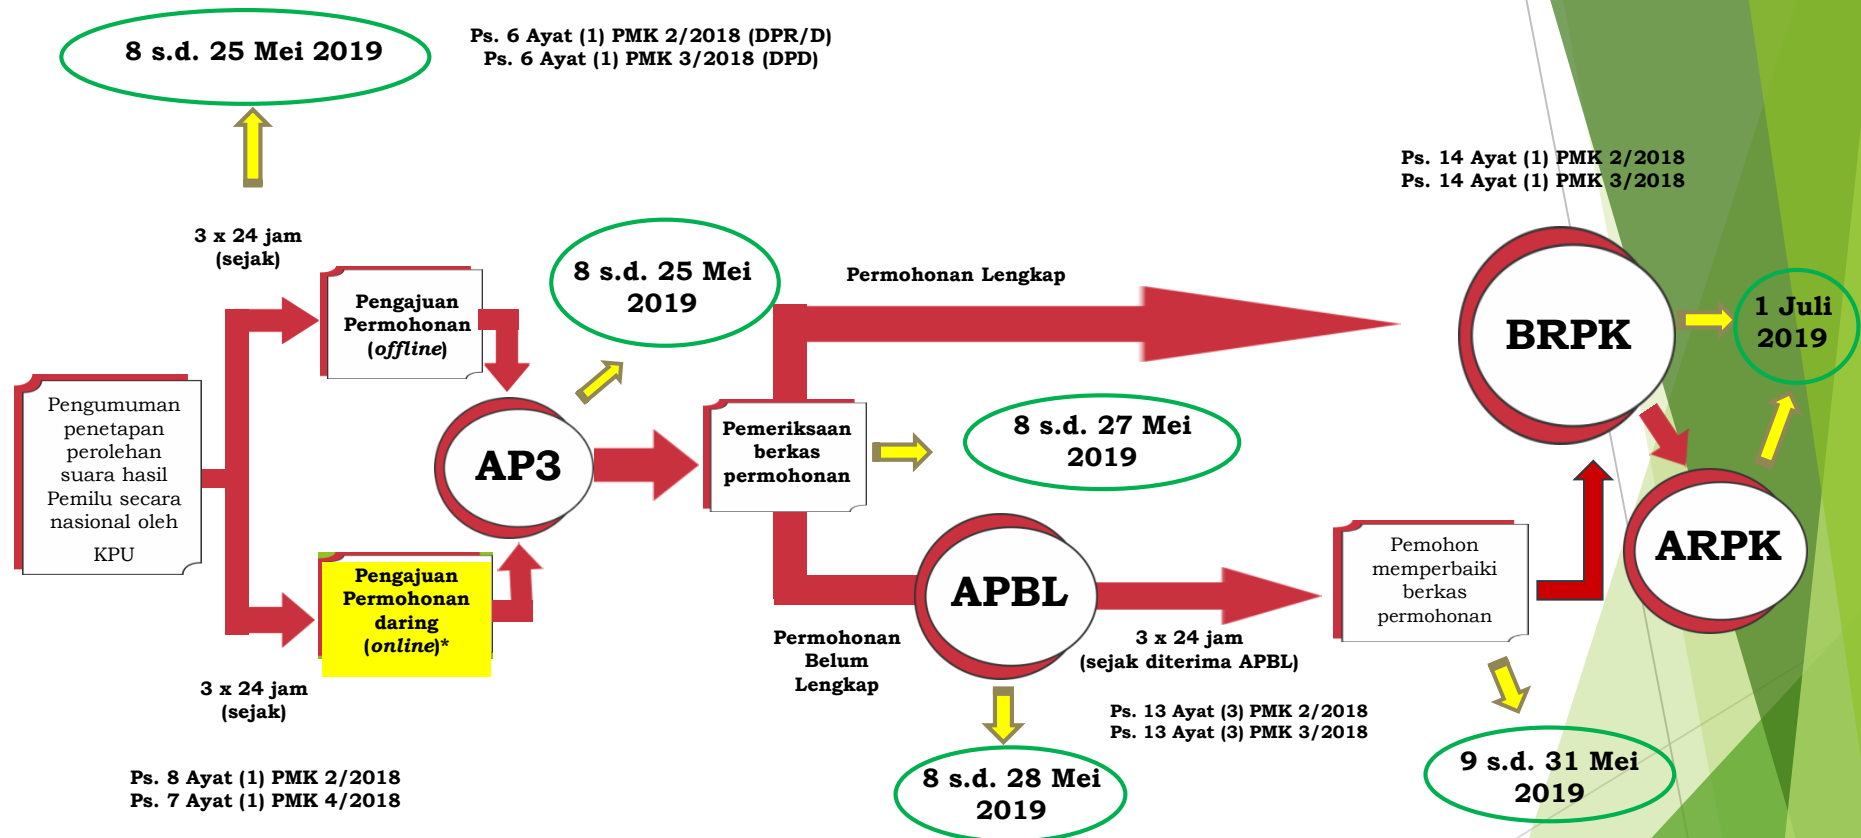 8 s.d. 25 Mei 2019
Ps. 6 Ayat (1) PMK 2/2018 (DPR/D)
Ps. 6 Ayat (1) PMK 3/2018 (DPD)
Ps. 14 Ayat (1) PMK 2/2018
Ps. 14 Ayat (1) PMK 3/2018
3 x 24 jam
(sejak)
Pengajuan
Permohonan
(offline)
8 s.d. 25 Mei
2019
Permohonan Lengkap
BRPK
1 Juli
2019
Pengumuman
penetapan
perolehan
suara hasil
Pemilu secara
nasional oleh
KPU
AP3
Pemeriksaan
berkas
permohonan
8 s.d. 27 Mei
2019
Pengajuan
Permohonan
daring
(online)*
APBL
Pemohon
memperbaiki
berkas
permohonan
ARPK
3 x 24 jam
(sejak)
Permohonan
Belum
Lengkap
3 x 24 jam
(sejak diterima APBL)
Ps. 13 Ayat (3) PMK 2/2018
Ps. 13 Ayat (3) PMK 3/2018
Ps. 8 Ayat (1) PMK 2/2018
Ps. 7 Ayat (1) PMK 4/2018
8 s.d. 28 Mei
2019
9 s.d. 31 Mei
2019